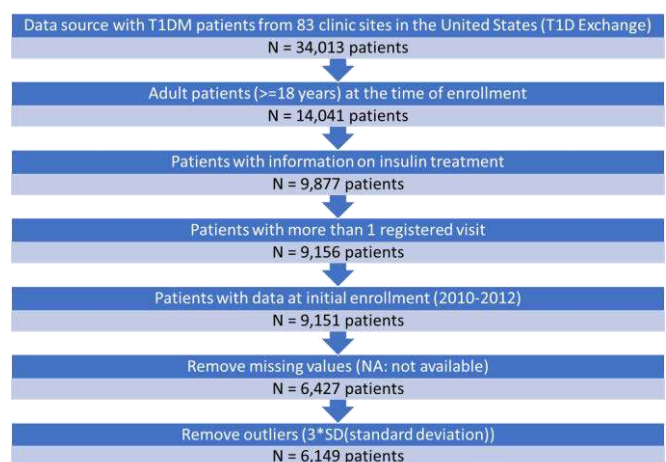 Data source with T1DM patients from 83 clinic sites in the United States (T1D Exchange)
N = 34,013 patients
Adult patients (>=18 years) at the time of enrollment
N = 14,041 patients
Patients with information on insulin treatment
N = 9,877 patients
Patients with more than 1 registered visit
N = 9,156 patients
Patients with data at initial enrollment (2010-2012)
N = 9,151 patients
Remove missing values (NA: not available)
N = 6,427 patients
Remove outliers (3*SD(standard deviation))
N = 6,149 patients